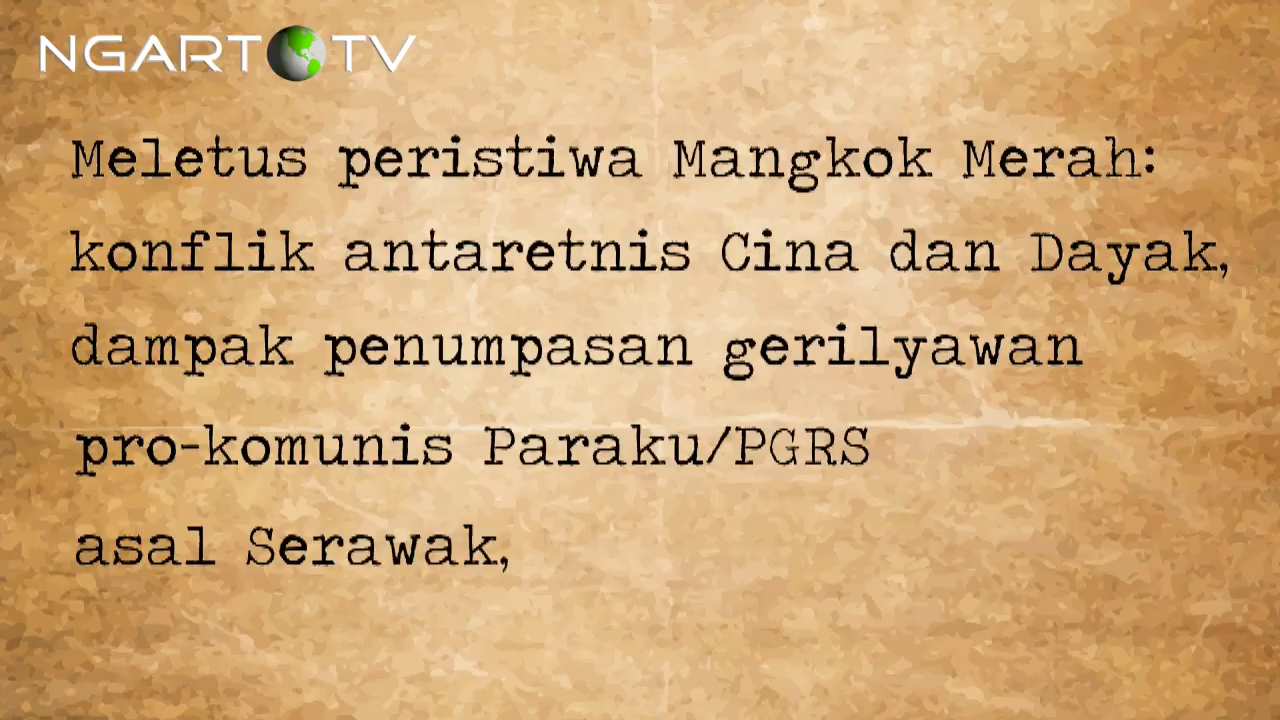 NGARTO TV
Meletus peristiwa Mangkok Merah:
konflik antaretnis Cina dan Dayak,
dampak penumpasan gerilyawan
pro-komunis Paraku/PGRS
asal Serawak,